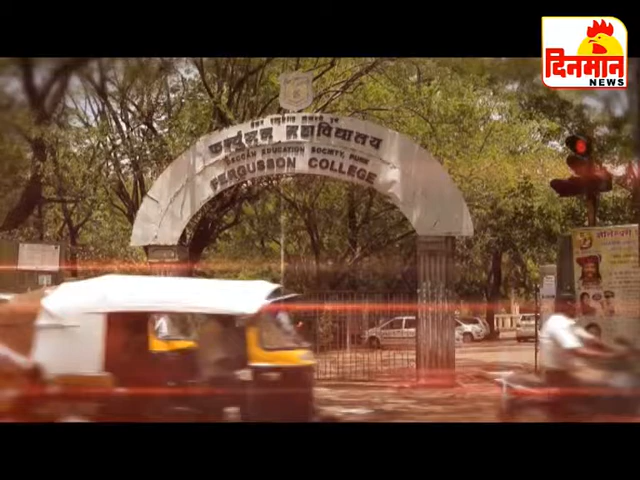 दिनमान
NEWS
फर्ग्युसन महाविद्यालय
DECCAN EDUCATION SOCIETY, PUNE
FERGUSSON COLLEGE